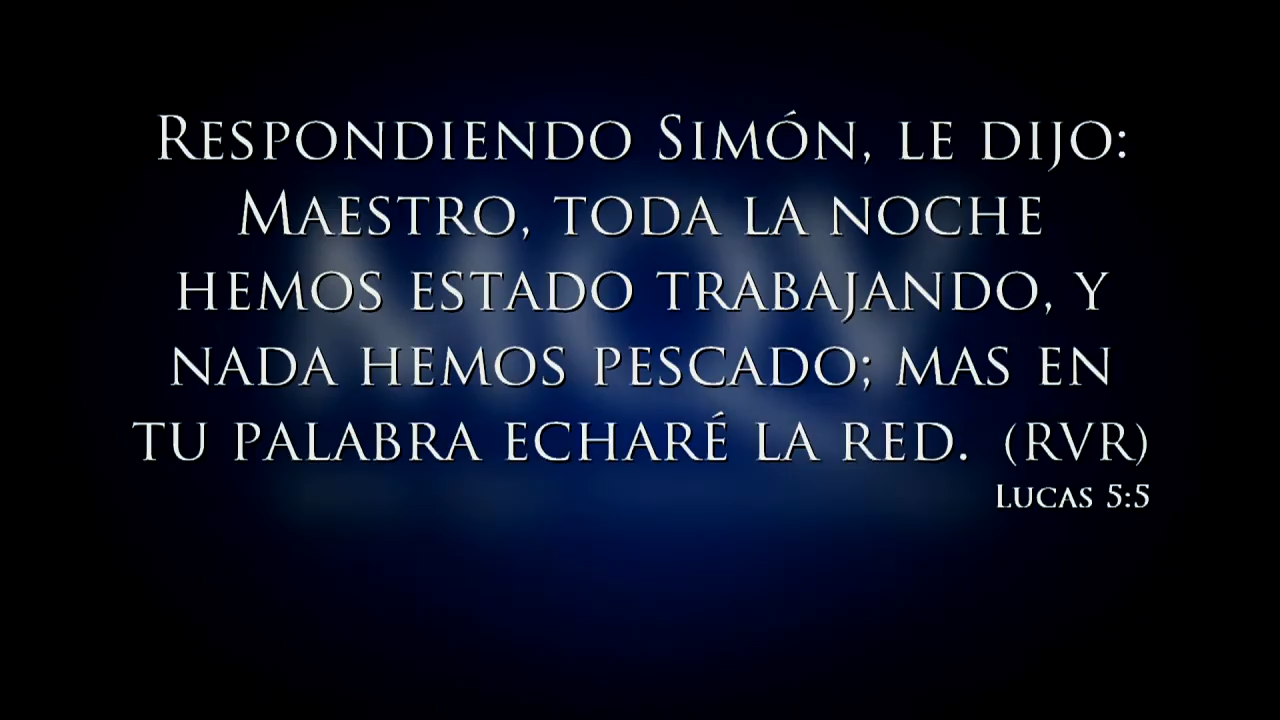 Respondiendo Simón, le dijo:
Maestro, toda la noche
hemos estado trabajando, y
nada hemos pescado; mas en
tu palabra echaré la red. (RVR)
Lucas 5:5